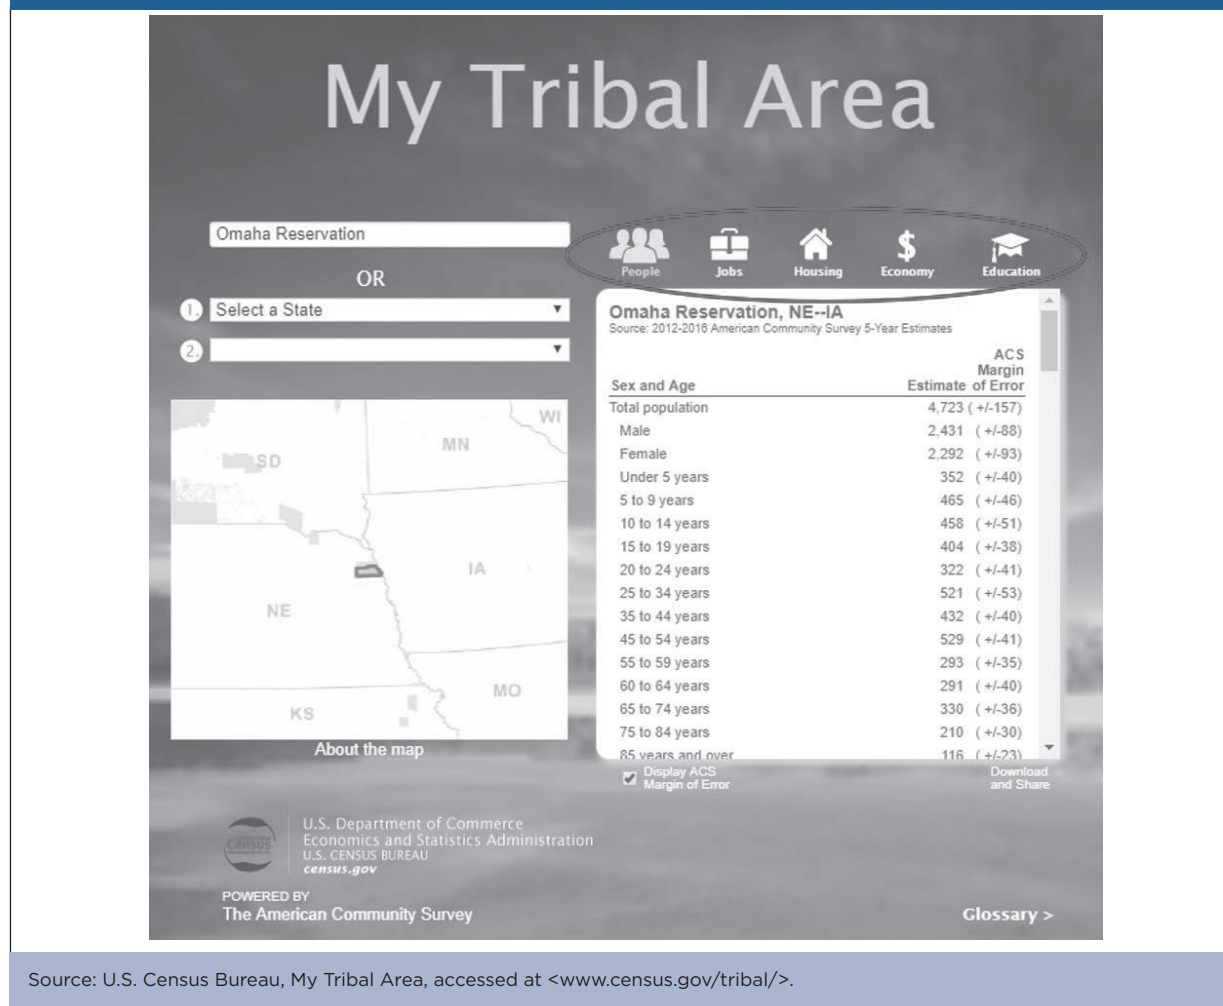 My Tribal Area
Omaha Reservation
OR
1. Select a State
2.
People Jobs Housing Economy Education
Omaha Reservation, NE--IA
Source: 2012-2016 American Community Survey 5-Year Estimates
ACS
Margin
Sex and Age Estimate of Error
Total population 4,723 ( +/-157)
Male 2,431 ( +/-88)
Female 2,292 ( +/-93)
Under 5 years 352 ( +/-40)
5 to 9 years 465 ( +/-46)
10 to 14 years 458 ( +/-51)
15 to 19 years 404 ( +/-38)
20 to 24 years 322 ( +/-41)
25 to 34 years 521 ( +/-53)
35 to 44 years 432 ( +/-40)
45 to 54 years 529 ( +/-41)
55 to 59 years 293 ( +/-35)
60 to 64 years 291 ( +/-40)
65 to 74 years 330 ( +/-36)
75 to 84 years 210 ( +/-30)
85 years and over 116 ( +/-23)
WI
MN
SD
IA
NE
MO
KS
About the map
Display ACS
Margin of Error
Download
and Share
Census
U.S. Department of Commerce
Economics and Statistics Administration
U.S. CENSUS BUREAU
census.gov
POWERED BY
The American Community Survey
Glossary >
Source: U.S. Census Bureau, My Tribal Area, accessed at <www.census.gov/tribal/>.